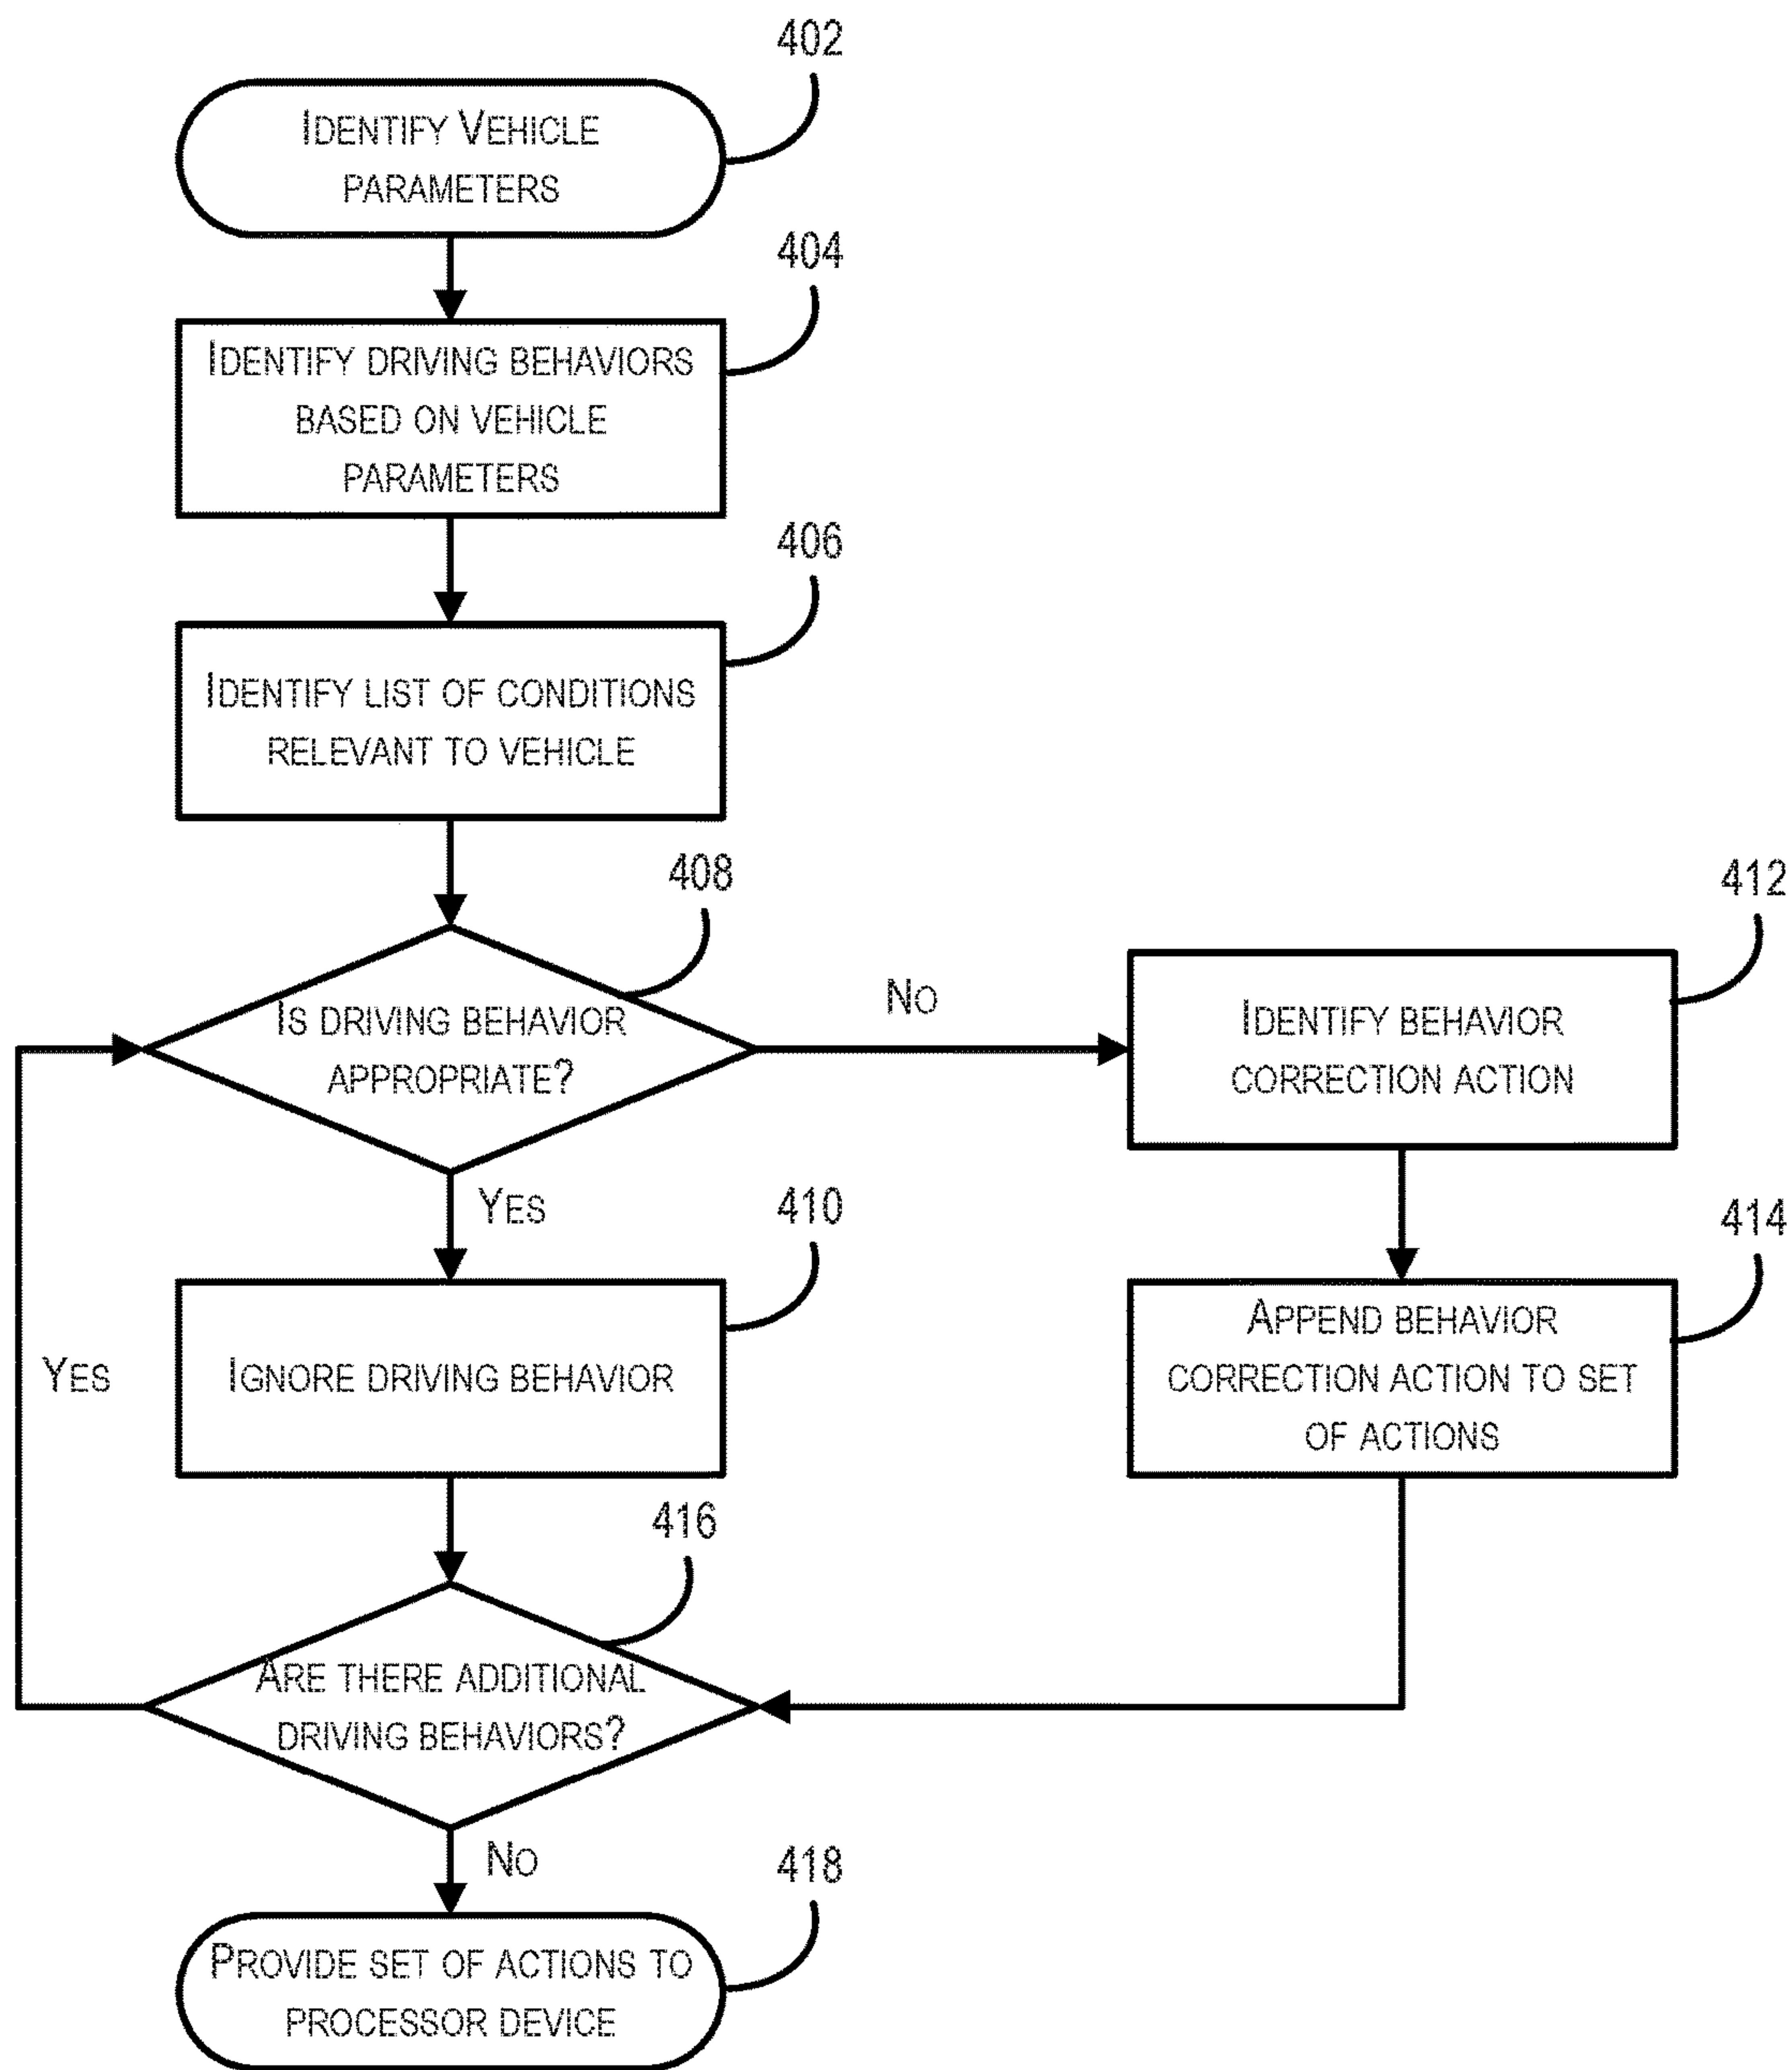 402
IDENTIFY VEHICLE
PARAMETERS
404
IDENTIFY DRIVING BEHAVIORS
BASED ON VEHICLE
PARAMETERS
406
IDENTIFY LIST OF CONDITIONS
RELEVANT TO VEHICLE
408
IS DRIVING BEHAVIOR
APPROPRIATE?
NO
412
IDENTIFY BEHAVIOR
CORRECTION ACTION
YES
410
IGNORE DRIVING BEHAVIOR
414
APPEND BEHAVIOR
CORRECTION ACTION TO SET
OF ACTIONS
YES
416
ARE THERE ADDITIONAL
DRIVING BEHAVIORS?
NO
418
PROVIDE SET OF ACTIONS TO
PROCESSOR DEVICE